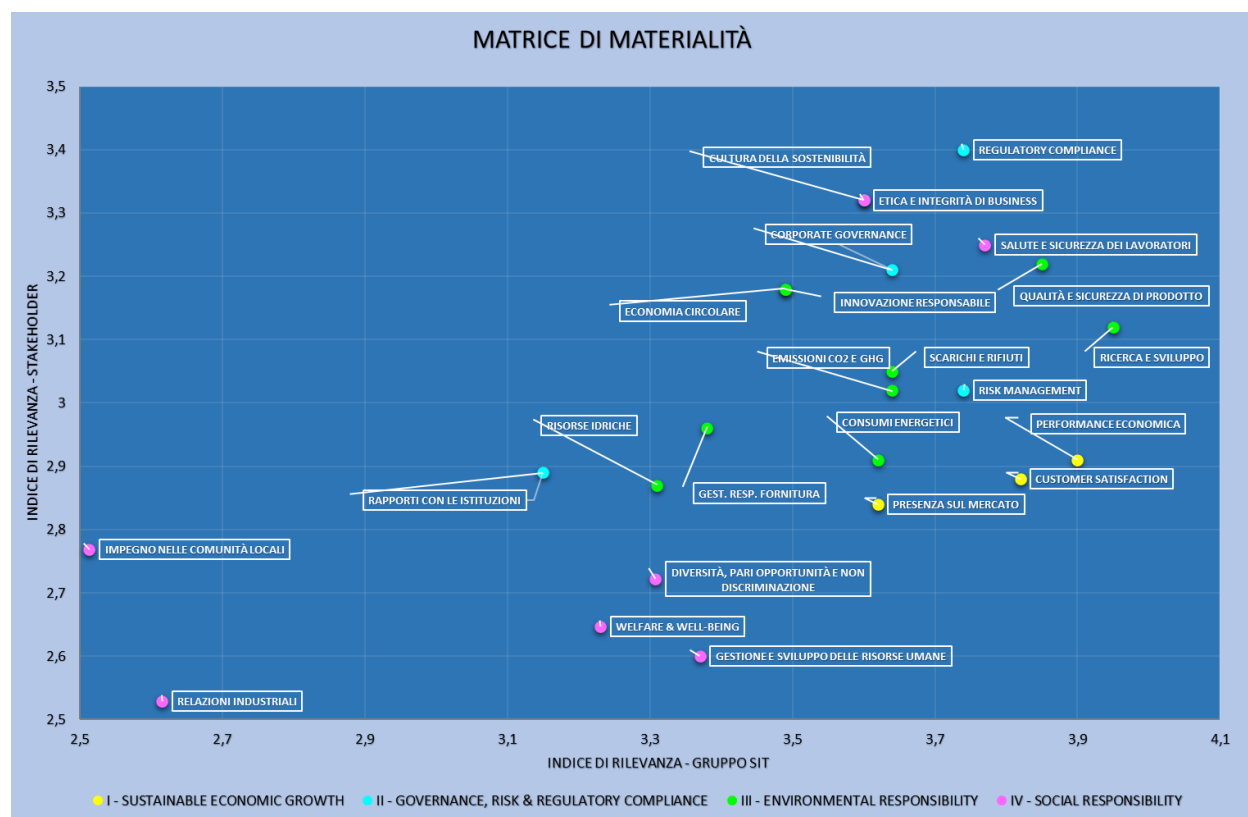 MATRICE DI MATERIALITÀ
3,5
3,4
3,3
3,2
3,1
3
2,9
2,8
2,7
2,6
2,5
INDICE DI RILEVANZA - STAKEHOLDER
CULTURA DELLA SOSTENIBILITÀ
REGULATORY COMPLIANCE
ETICA E INTEGRITÀ DI BUSINESS
CORPORATE GOVERNANCE
SALUTE E SICUREZZA DEI LAVORATORI
ECONOMIA CIRCOLARE
INNOVAZIONE RESPONSABILE
QUALITÀ E SICUREZZA DI PRODOTTO
EMISSIONI CO2 E GHG
SCARICHI E RIFIUTI
RICERCA E SVILUPPO
RISK MANAGEMENT
RISORSE IDRICHE
CONSUMI ENERGETICI
PERFORMANCE ECONOMICA
CUSTOMER SATISFACTION
RAPPORTI CON LE ISTITUZIONI
GEST. RESP. FORNITURA
PRESENZA SUL MERCATO
IMPEGNO NELLE COMUNITÀ LOCALI
DIVERSITÀ, PARI OPPORTUNITÀ E NON
DISCRIMINAZIONE
WELFARE & WELL-BEING
GESTIONE E SVILUPPO DELLE RISORSE UMANE
RELAZIONI INDUSTRIALI
2,5 2,7 2,9 3,1 3,3 3,5 3,7 3,9 4,1
INDICE DI RILEVANZA - GRUPPO SIT
I - SUSTAINABLE ECONOMIC GROWTH II - GOVERNANCE, RISK & REGULATORY COMPLIANCE III - ENVIRONMENTAL RESPONSIBILITY IV - SOCIAL RESPONSIBILITY